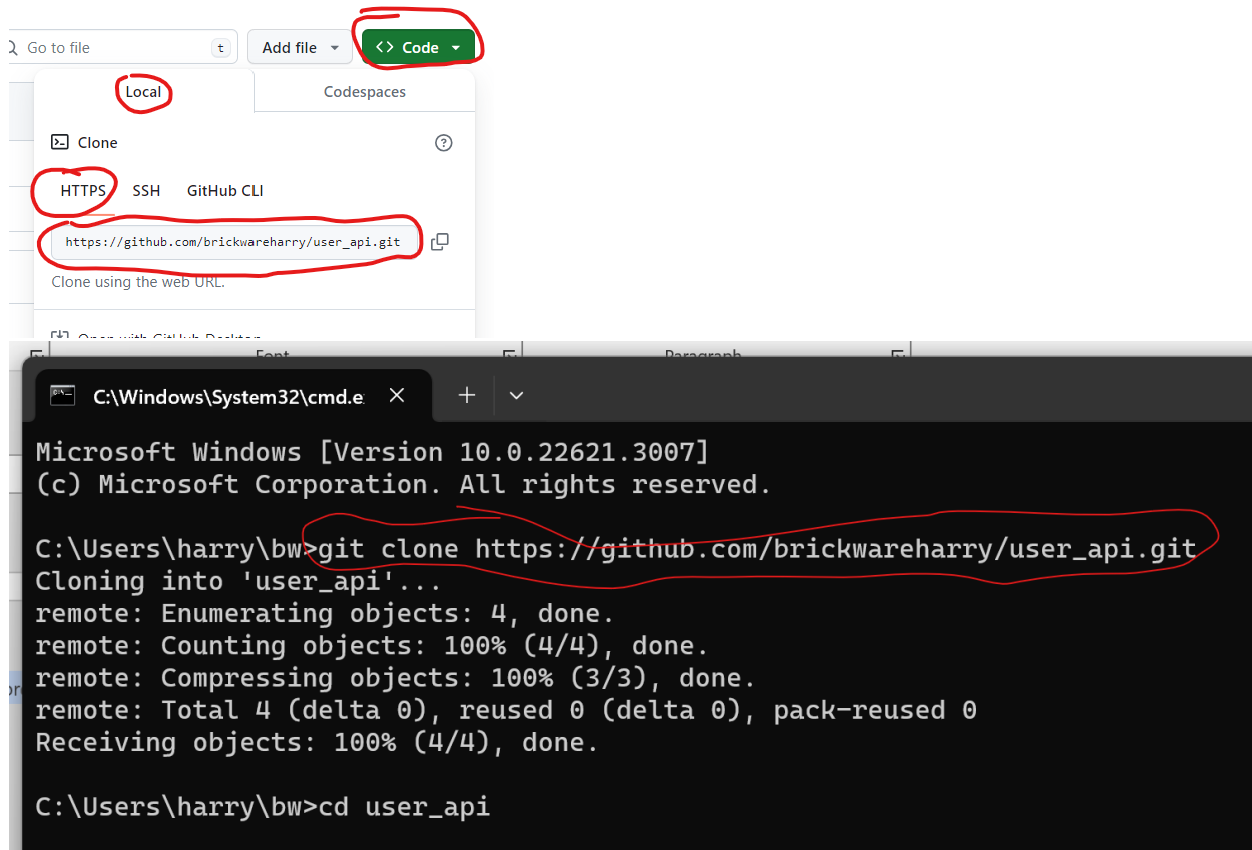 Go to file t Add file <> Code
Local Codespaces
Clone
HTTPS SSH GitHub CLI
https://github.com/brickwareharry/user_api.git
Clone using the web URL.
Open with GitHub Desktop
Font Paragraph
C:\Windows\System32\cmd.e
Microsoft Windows [Version 10.0.22621.3007]
(c) Microsoft Corporation. All rights reserved.
C:\Users\harry\bw>git clone https://github.com/brickwareharry/user_api.git
Cloning into 'user_api'...
remote: Enumerating objects: 4, done.
remote: Counting objects: 100% (4/4), done.
remote: Compressing objects: 100% (3/3), done.
remote: Total 4 (delta 0), reused 0 (delta 0), pack-reused 0
Receiving objects: 100% (4/4), done.
C:\Users\harry\bw>cd user_api